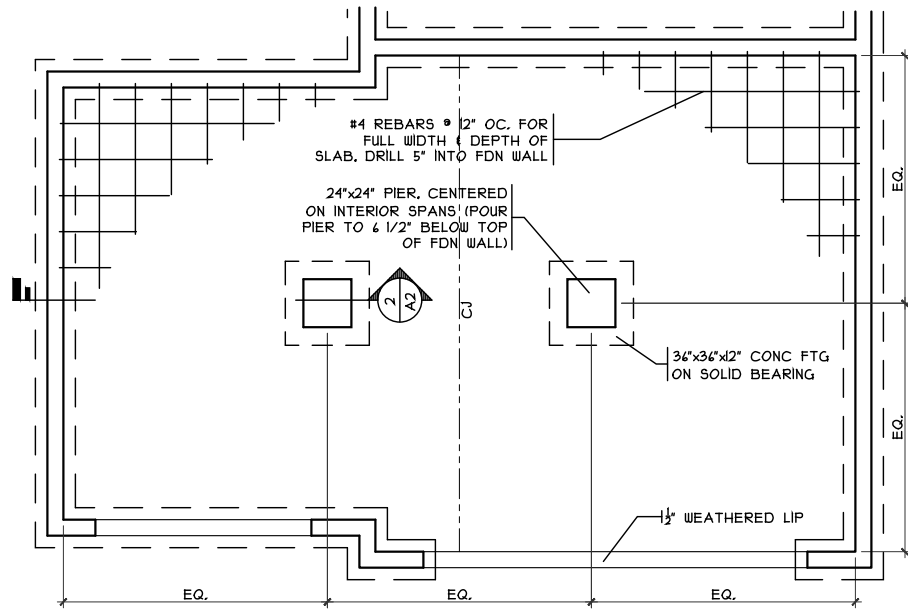 #4 REBARS @ 12" OC. FOR
FULL WIDTH & DEPTH OF
SLAB. DRILL 5" INTO FDN WALL
24"x24" PIER, CENTERED
ON INTERIOR SPANS (POUR
PIER TO 6 1/2" BELOW TOP
OF FDN WALL)
EQ.
2
A2
CJ
36"x36"x12" CONC FTG
ON SOLID BEARING
EQ.
1½" WEATHERED LIP
EQ.
EQ.
EQ.